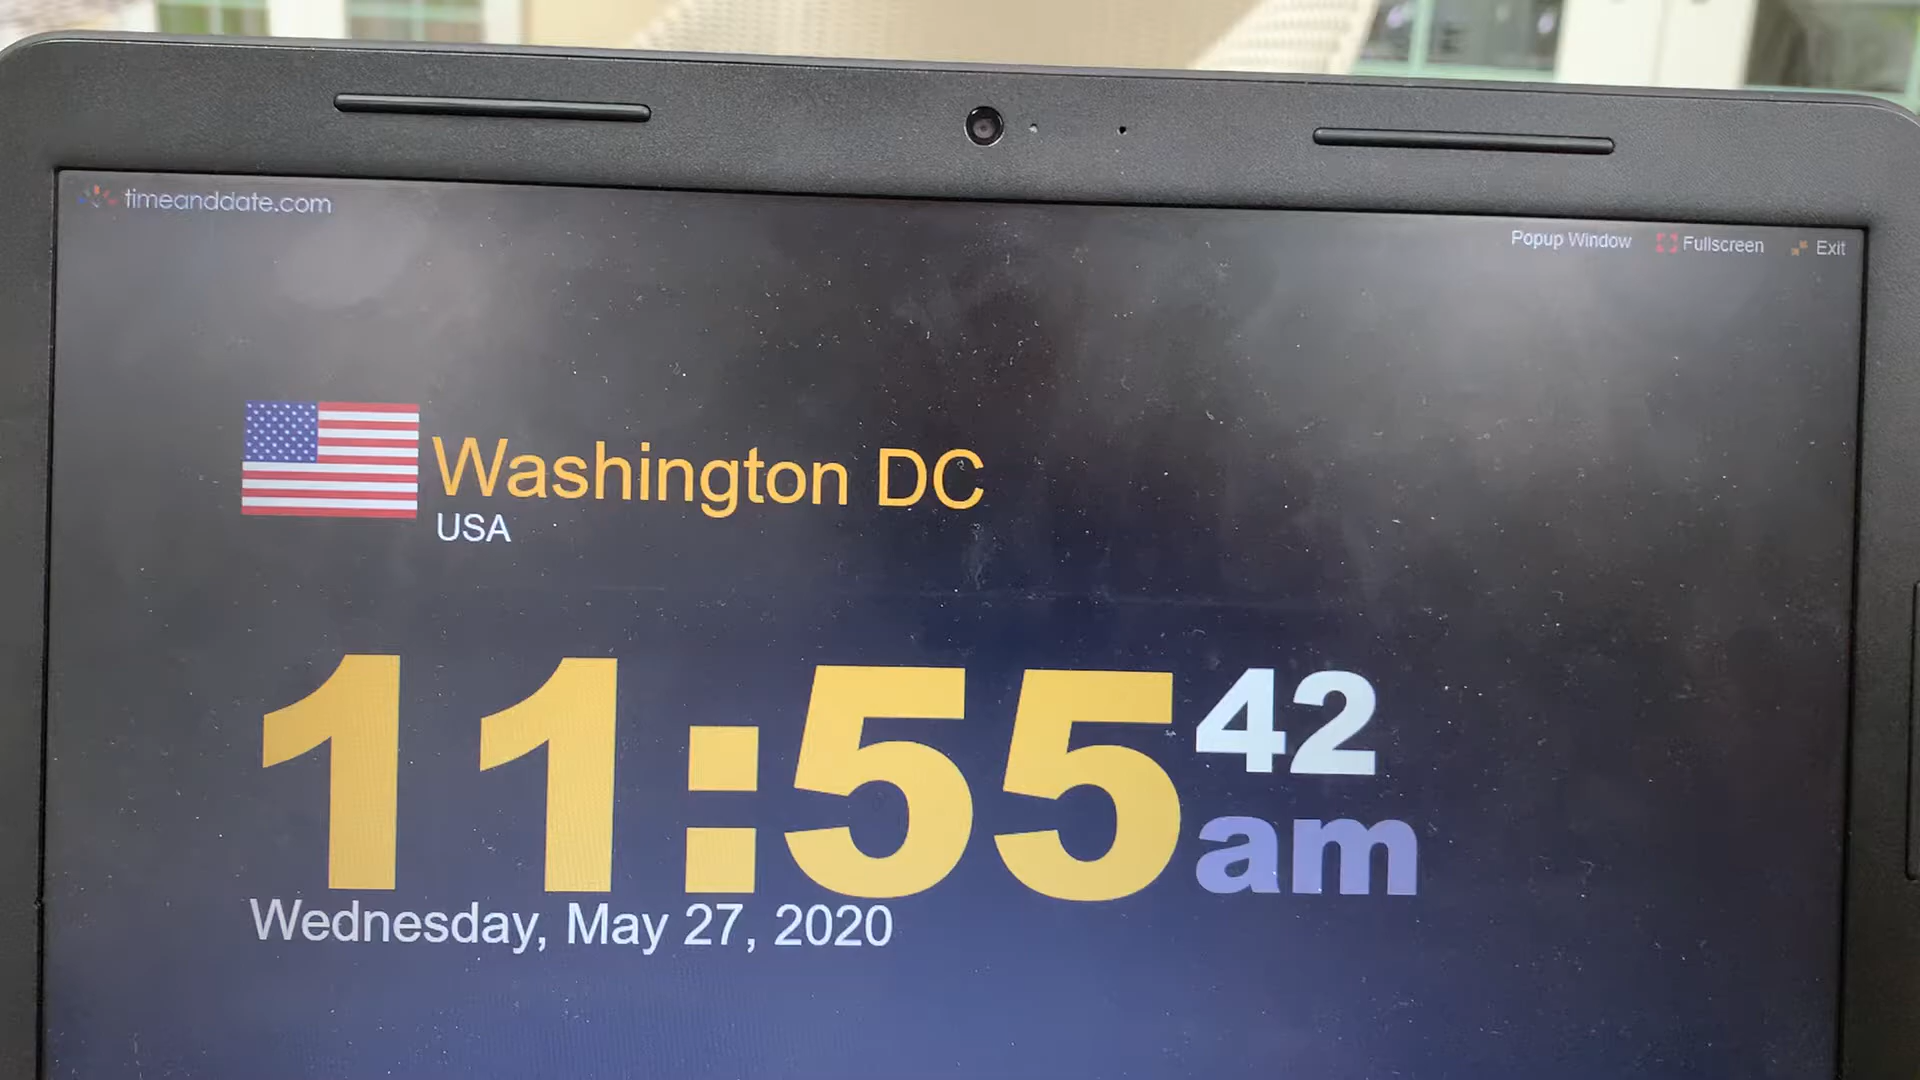 timeanddate.com
Popup Window Fullscreen Exit
Washington DC
USA
11:55 42 am
Wednesday, May 27, 2020